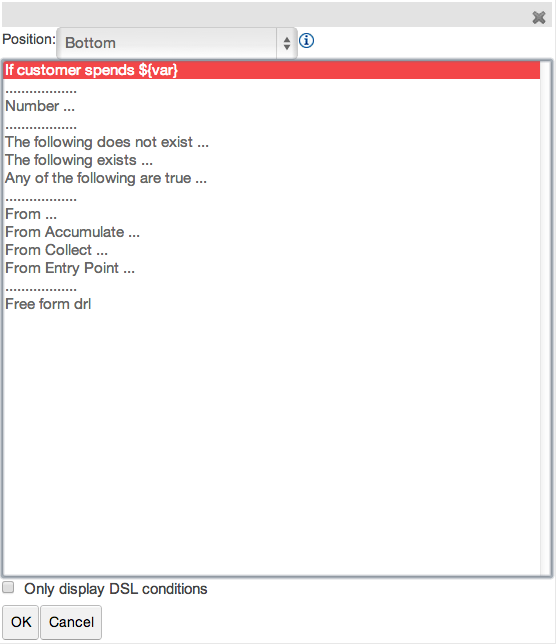 Position: Bottom
If customer spends ${var}
..................
Number ...
..................
The following does not exist ...
The following exists ...
Any of the following are true ...
..................
From ...
From Accumulate ...
From Collect ...
From Entry Point ...
..................
Free form drl
Only display DSL conditions
OK Cancel